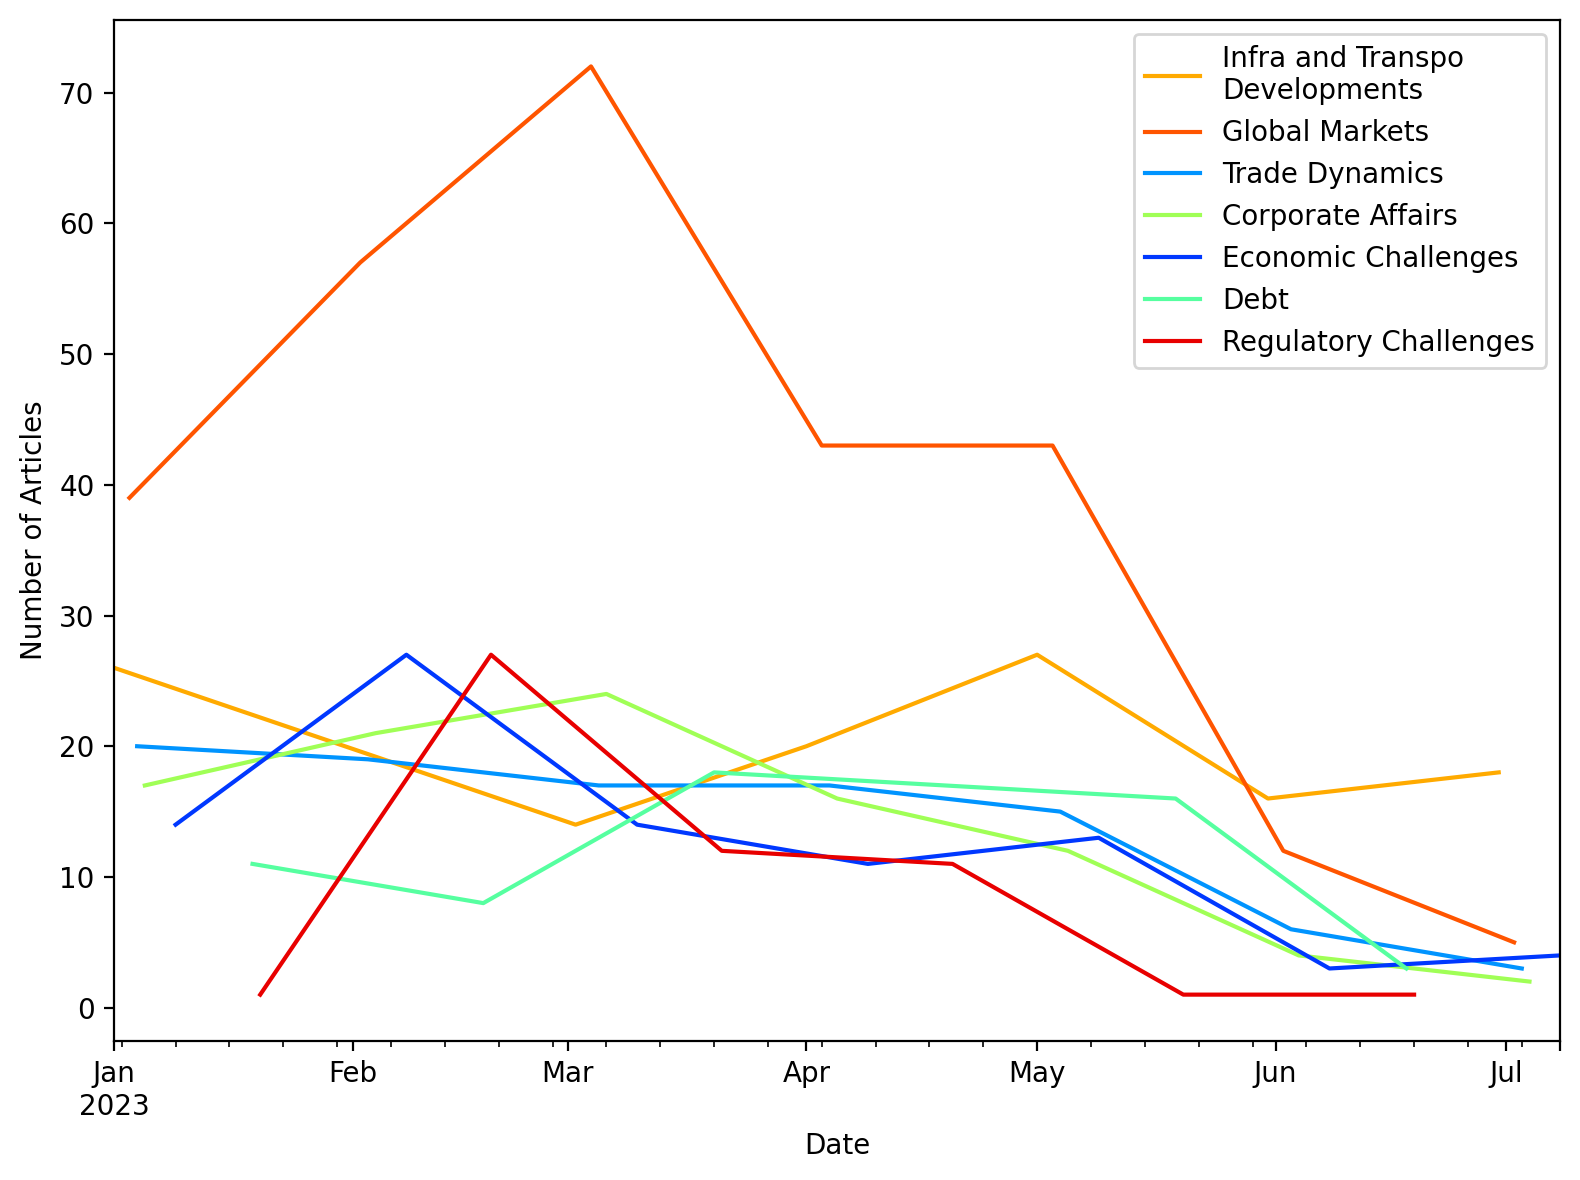 70
60
50
40
30
20
10
0
Number of Articles
Infra and Transpo
Developments
Global Markets
Trade Dynamics
Corporate Affairs
Economic Challenges
Debt
Regulatory Challenges
Jan Feb Mar Apr May Jun Jul
2023
Date